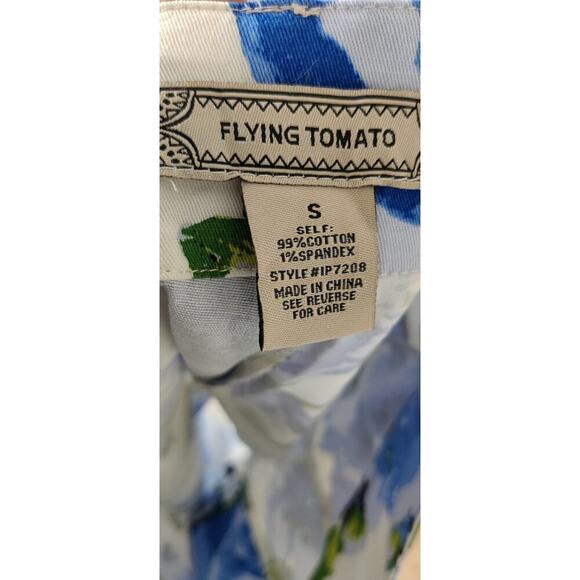 FLYING TOMATO
S
SELF:
99%COTTON
1%SPANDEX
STYLE #IP7208
MADE IN CHINA
SEE REVERSE
FOR CARE